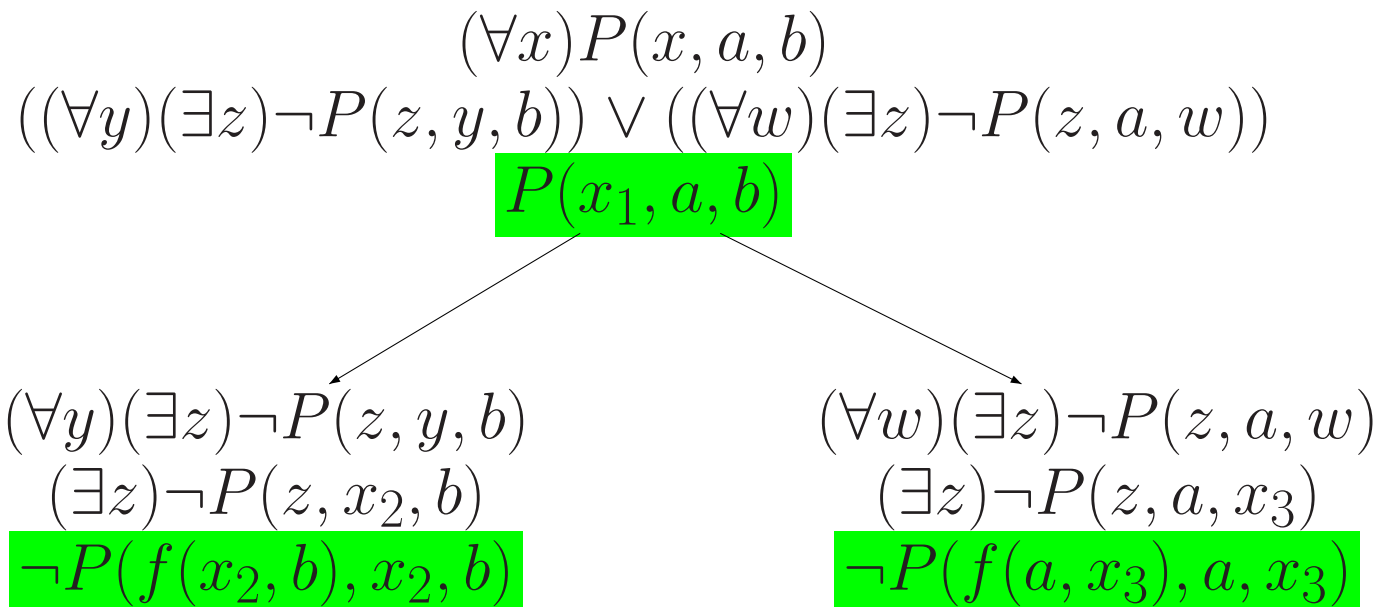 (∀x)P(x, a, b)
((∀y)(∃z)¬P(z, y, b)) ∨ ((∀w)(∃z)¬P(z, a, w))
P(x₁, a, b)
(∀y)(∃z)¬P(z, y, b)
(∃z)¬P(z, x₂, b)
¬P(f(x₂, b), x₂, b)
(∀w)(∃z)¬P(z, a, w)
(∃z)¬P(z, a, x₃)
¬P(f(a, x₃), a, x₃)